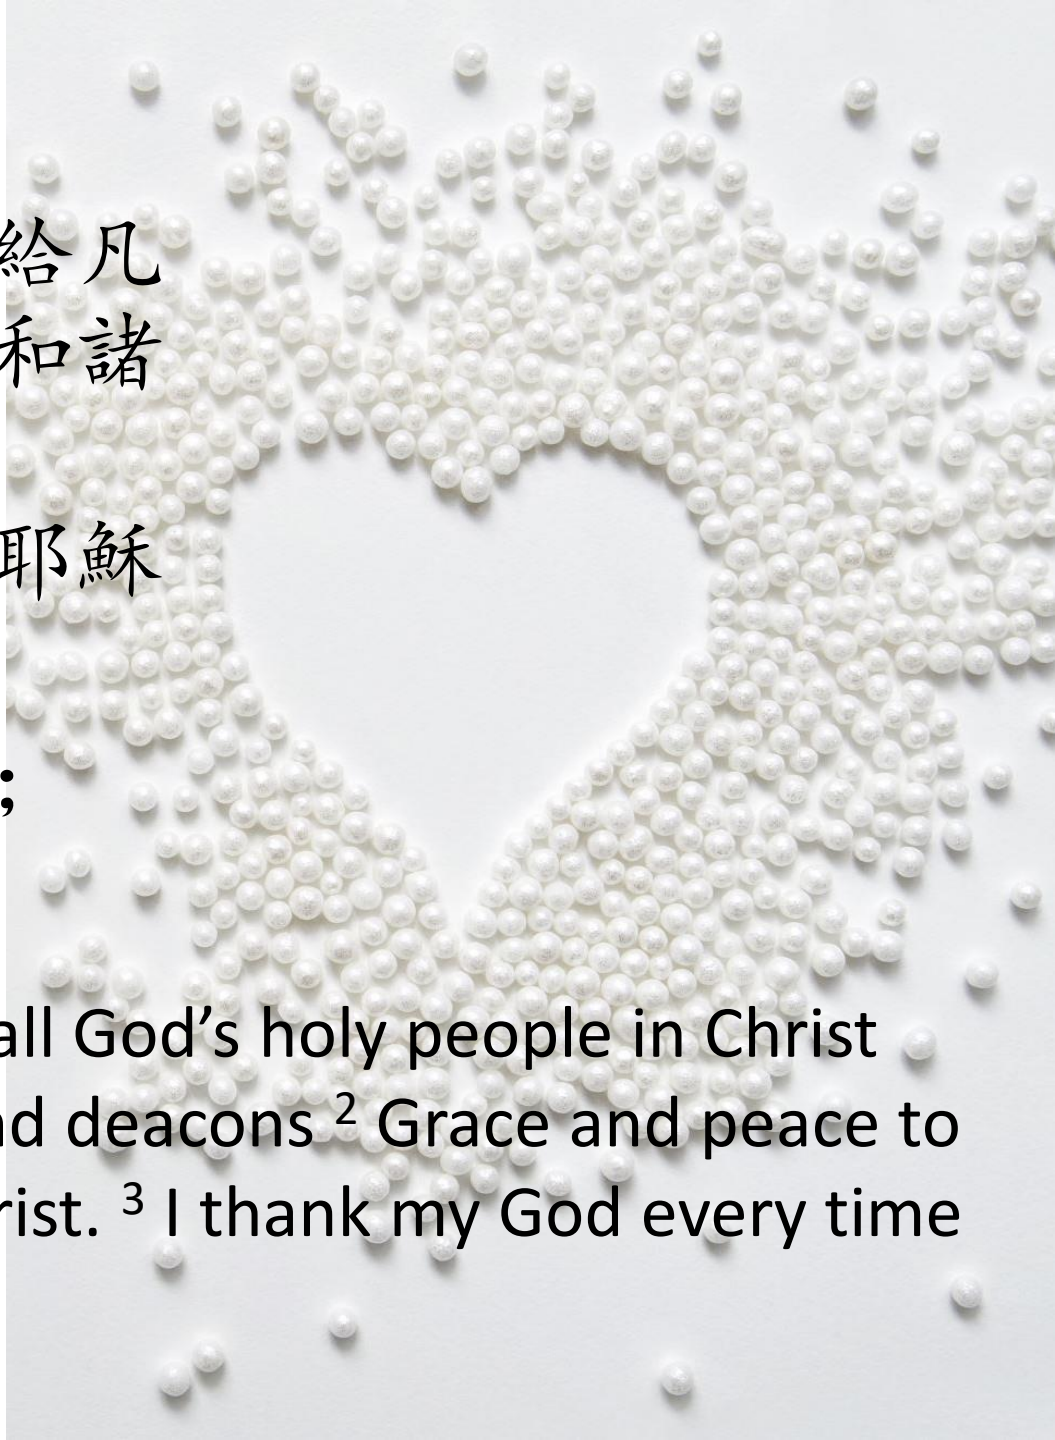 給凡
和諸
耶穌
;
all God’s holy people in Christ
nd deacons ² Grace and peace to
rist. ³ I thank my God every time